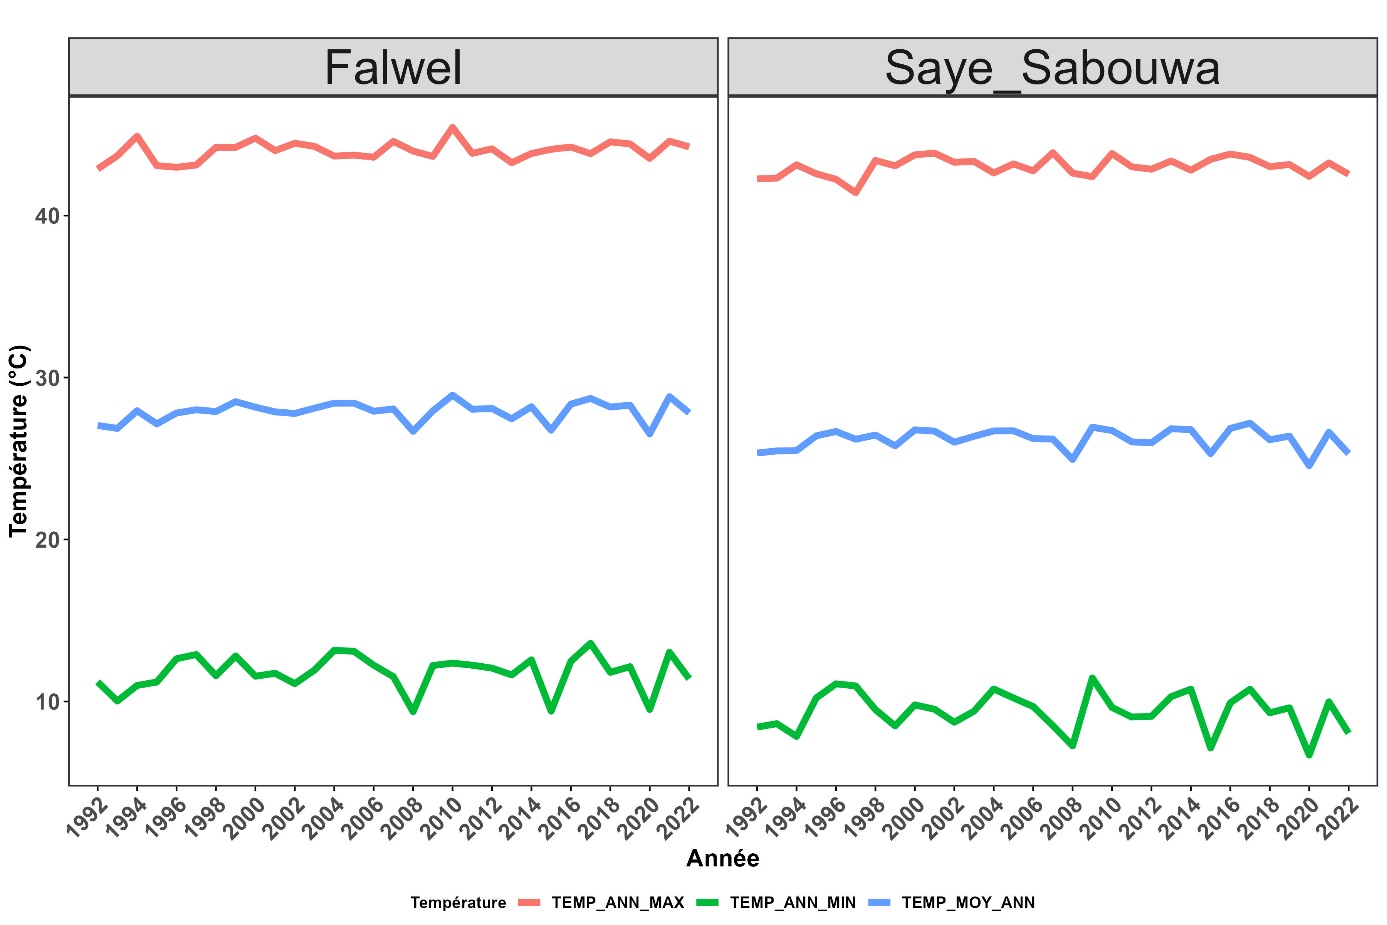 Falwel
Saye_Sabouwa
Température (°C)
40
30
20
10
1992 1994 1996 1998 2000 2002 2004 2006 2008 2010 2012 2014 2016 2018 2020 2022
1992 1994 1996 1998 2000 2002 2004 2006 2008 2010 2012 2014 2016 2018 2020 2022
Année
Température TEMP_ANN_MAX TEMP_ANN_MIN TEMP_MOY_ANN